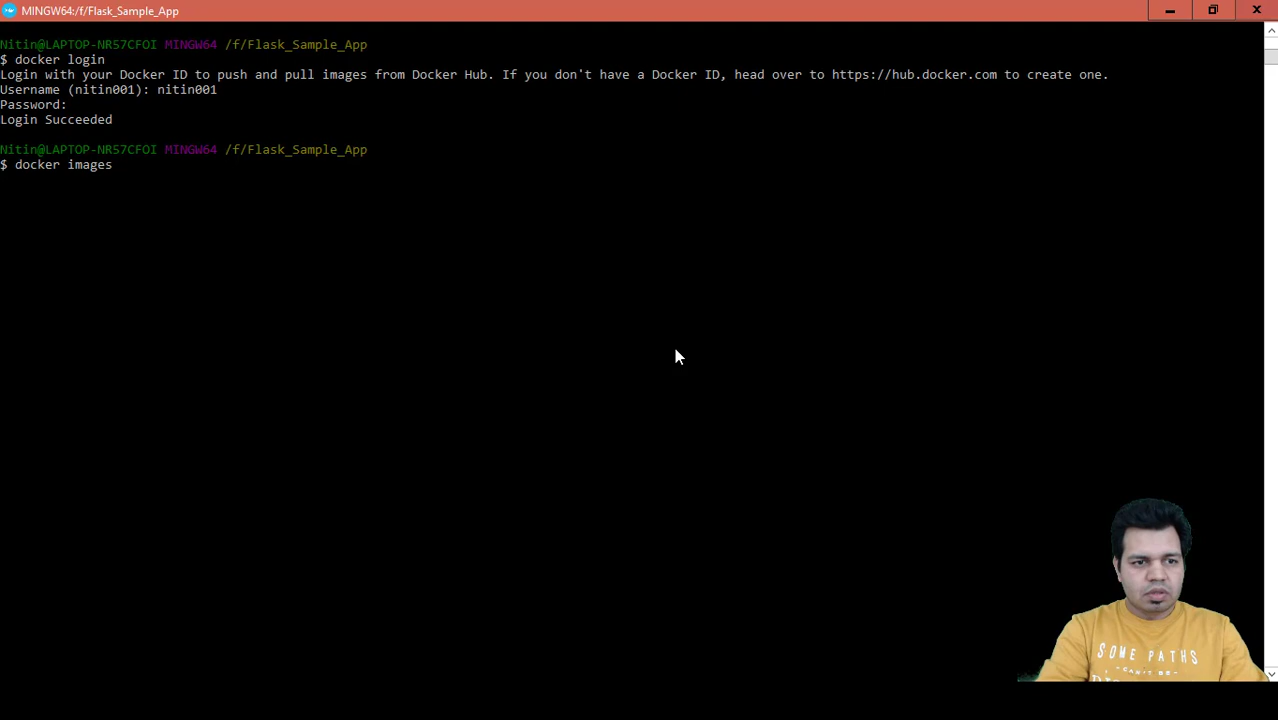 MINGW64:/f/Flask_Sample_App
Nitin@LAPTOP-NR57CFOI MINGW64 /f/Flask_Sample_App
$ docker login
Login with your Docker ID to push and pull images from Docker Hub. If you don't have a Docker ID, head over to https://hub.docker.com to create one.
Username (nitin001): nitin001
Password:
Login Succeeded
Nitin@LAPTOP-NR57CFOI MINGW64 /f/Flask_Sample_App
$ docker images
SOME PATHS
CAN'T BE